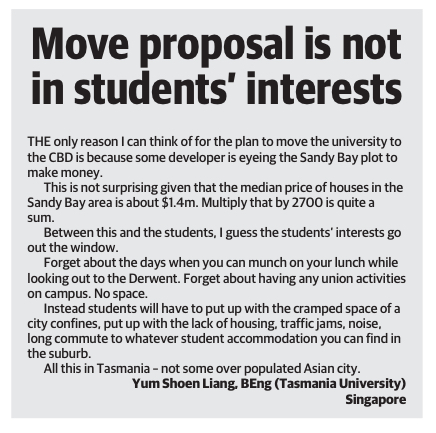 Move proposal is not
in students' interests
THE only reason I can think of for the plan to move the university to
the CBD is because some developer is eyeing the Sandy Bay plot to
make money.
This is not surprising given that the median price of houses in the
Sandy Bay area is about $1.4m. Multiply that by 2700 is quite a
sum.
Between this and the students, I guess the students' interests go
out the window.
Forget about the days when you can munch on your lunch while
looking out to the Derwent. Forget about having any union activities
on campus. No space.
Instead students will have to put up with the cramped space of a
city confines, put up with the lack of housing, traffic jams, noise,
long commute to whatever student accommodation you can find in
the suburb.
All this in Tasmania – not some over populated Asian city.
Yum Shoen Liang, BEng (Tasmania University)
Singapore